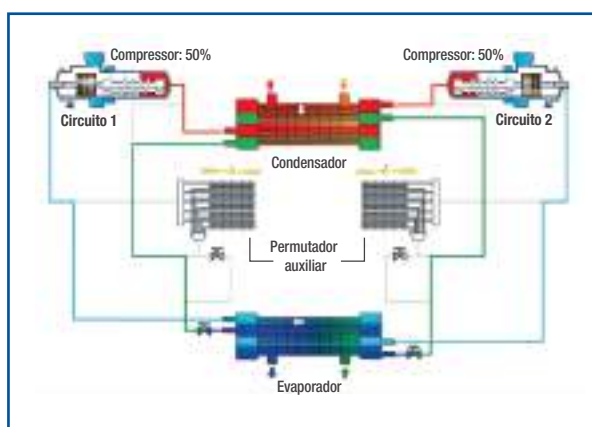 Compressor: 50%
Compressor: 50%
Circuito 1
Circuito 2
Condensador
Permutador
auxiliar
Evaporador